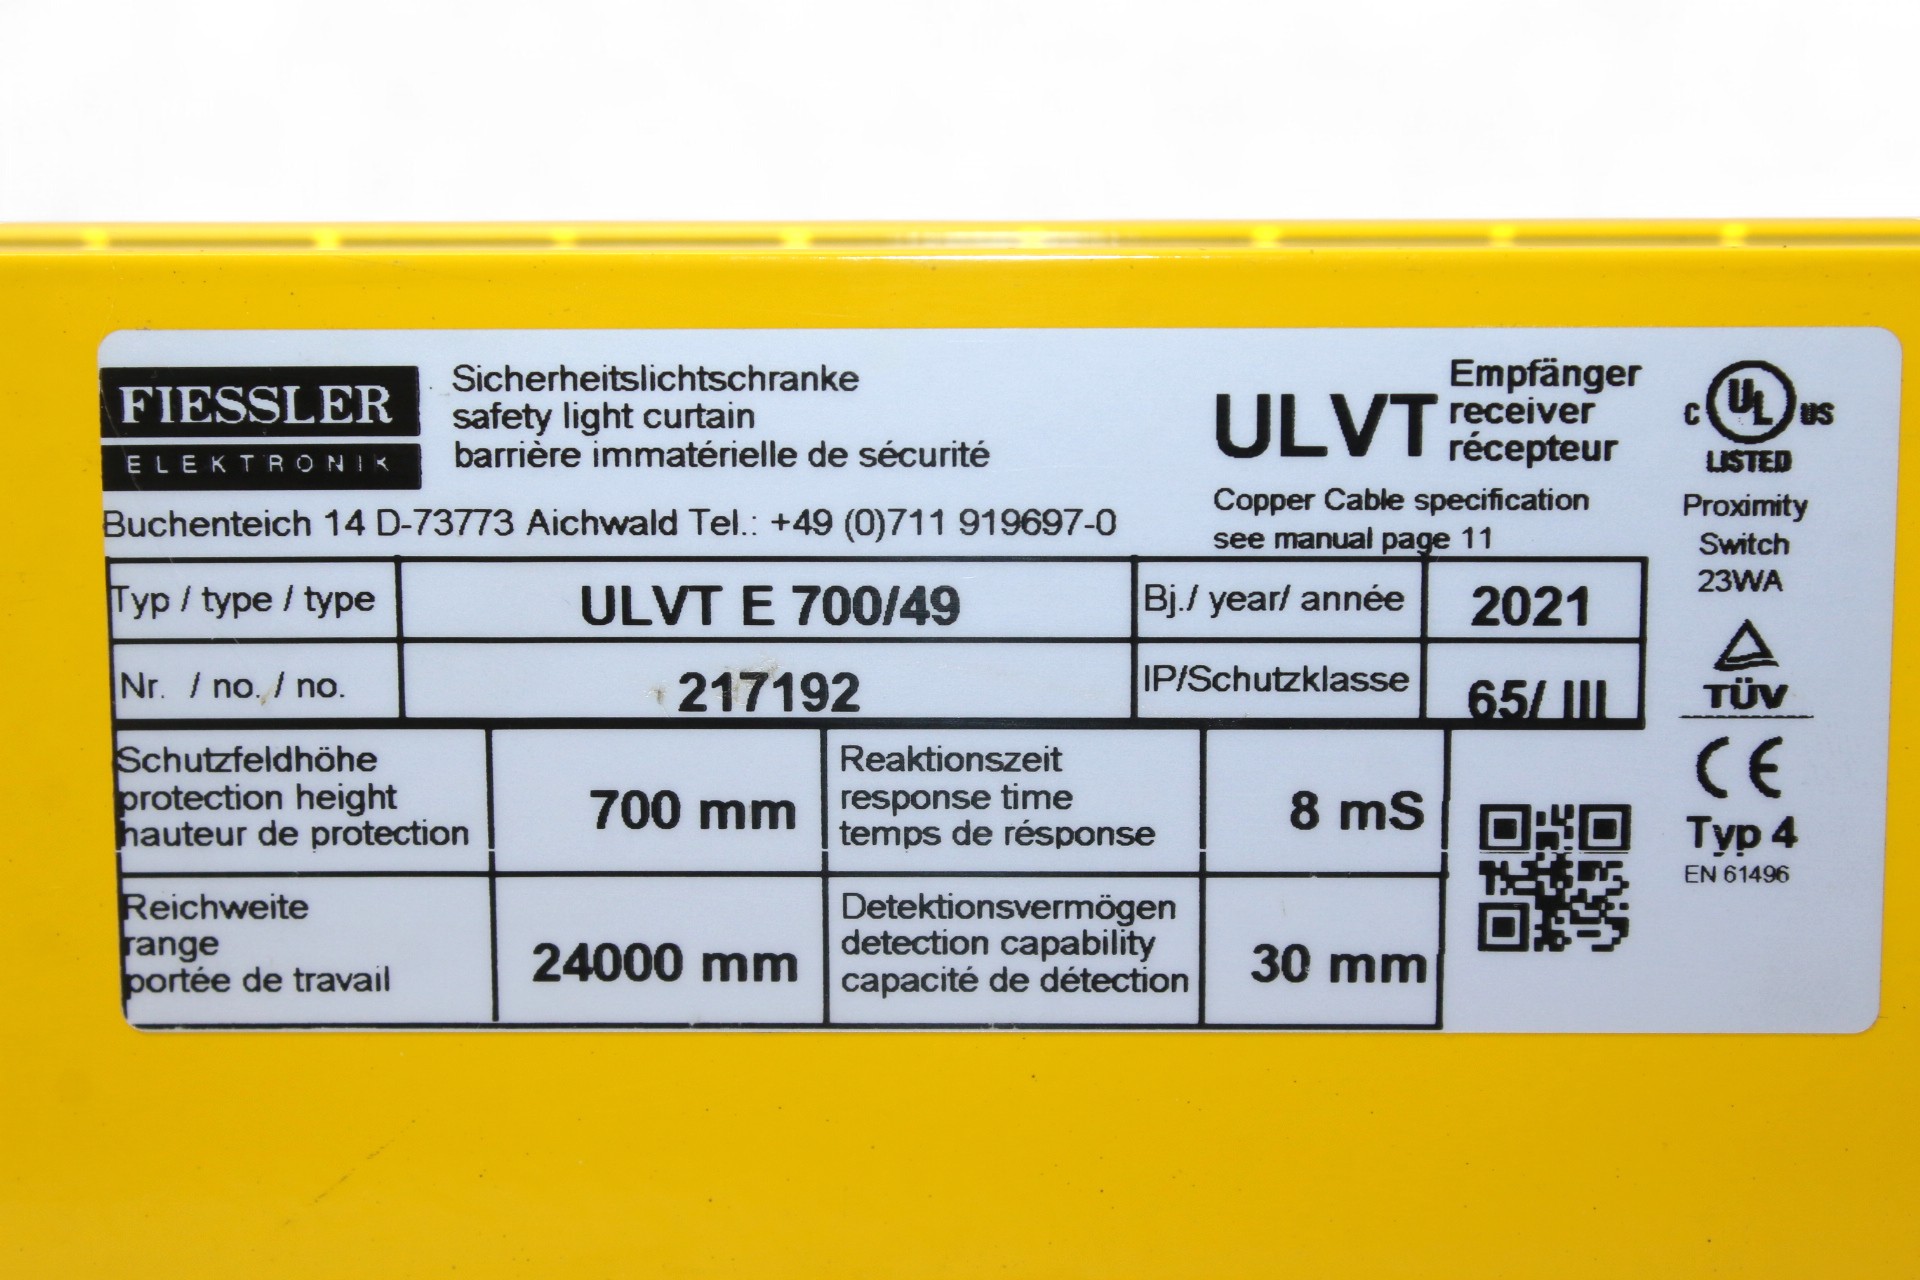 FIESSLER
ELEKTRONIK
Sicherheitslichtschranke
safety light curtain
barrière immatérielle de sécurité
Buchenteich 14 D-73773 Aichwald Tel.: +49 (0)711 919697-0
ULVT
Empfänger
receiver
récepteur
Copper Cable specification
see manual page 11
C UL US
LISTED
Proximity
Switch
23WA
TÜV
CE
Typ 4
EN 61496
Typ / type / type
ULVT E 700/49
Bj./ year/ année
2021
Nr. / no. / no.
217192
IP/Schutzklasse
65/ III
Schutzfeldhöhe
protection height
hauteur de protection
700 mm
Reaktionszeit
response time
temps de résponse
8 mS
Reichweite
range
portée de travail
24000 mm
Detektionsvermögen
detection capability
capacité de détection
30 mm